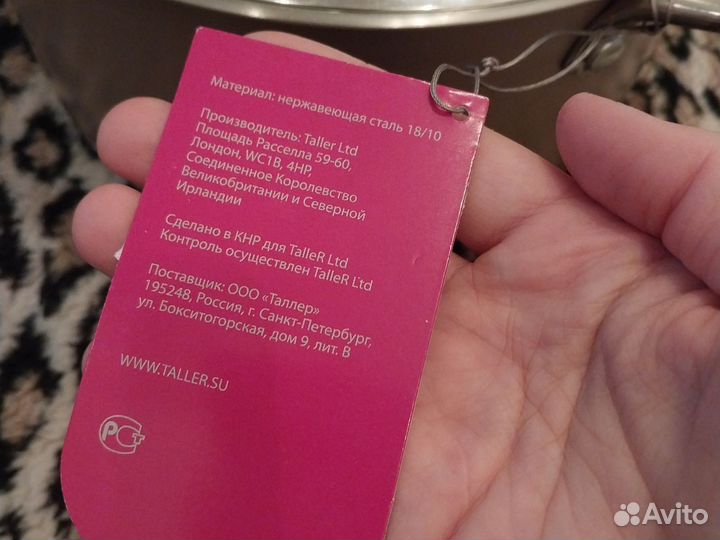 Материал: нержавеющая сталь 18/10
Производитель: Taller Ltd
Площадь Расселла 59-60,
Лондон, WC1B, 4HP,
Соединенное Королевство
Великобритании и Северной
Ирландии
Сделано в КНР для TalleR Ltd
Контроль осуществлен TalleR Ltd
Поставщик: ООО «Таллер»
195248, Россия, г. Санкт-Петербург,
ул. Бокситогорская, дом 9, лит. В
WWW.TALLER.SU
РСТ
Avito